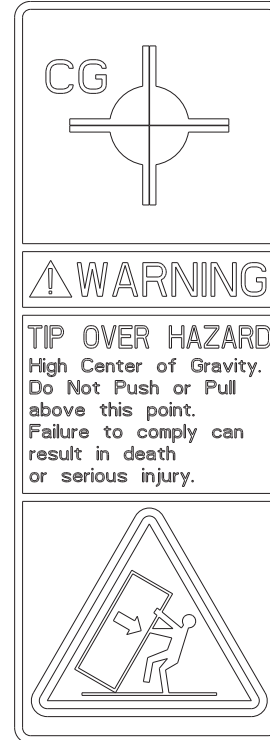 CG
WARNING
TIP OVER HAZARD
High Center of Gravity.
Do Not Push or Pull
above this point.
Failure to comply can
result in death
or serious injury.